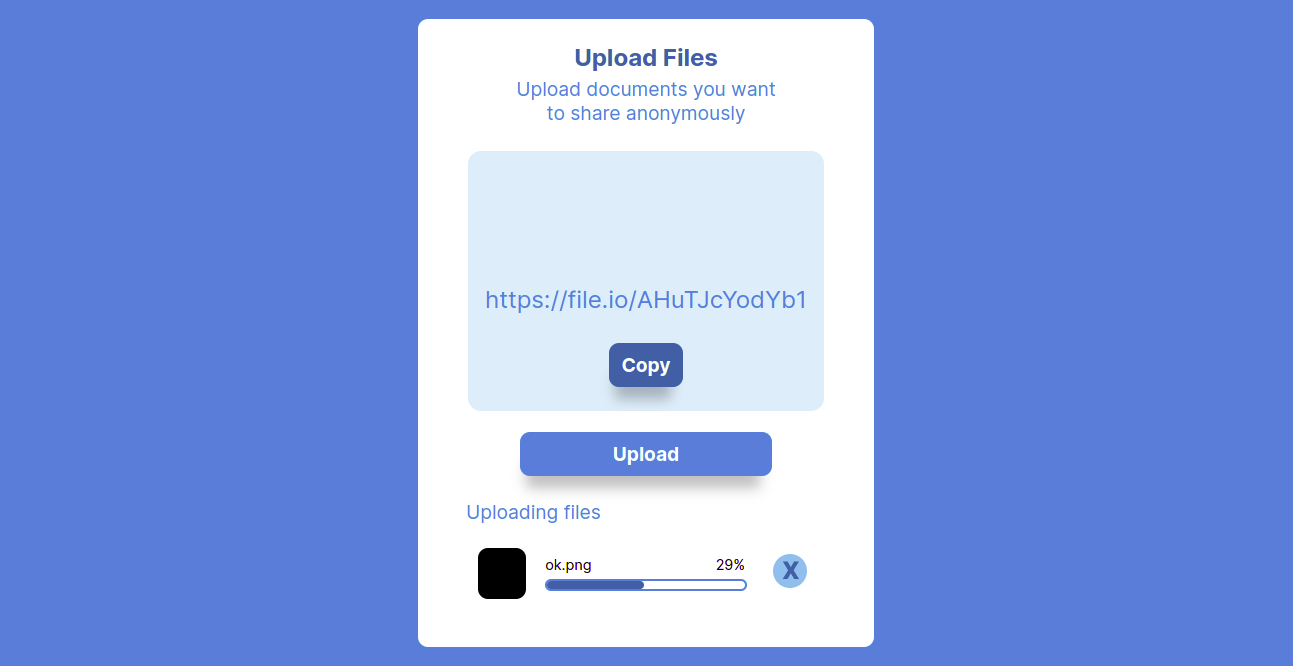 Upload Files
Upload documents you want
to share anonymously
https://file.io/AHuTJcYodYb1
Copy
Upload
Uploading files
ok.png 29%
X